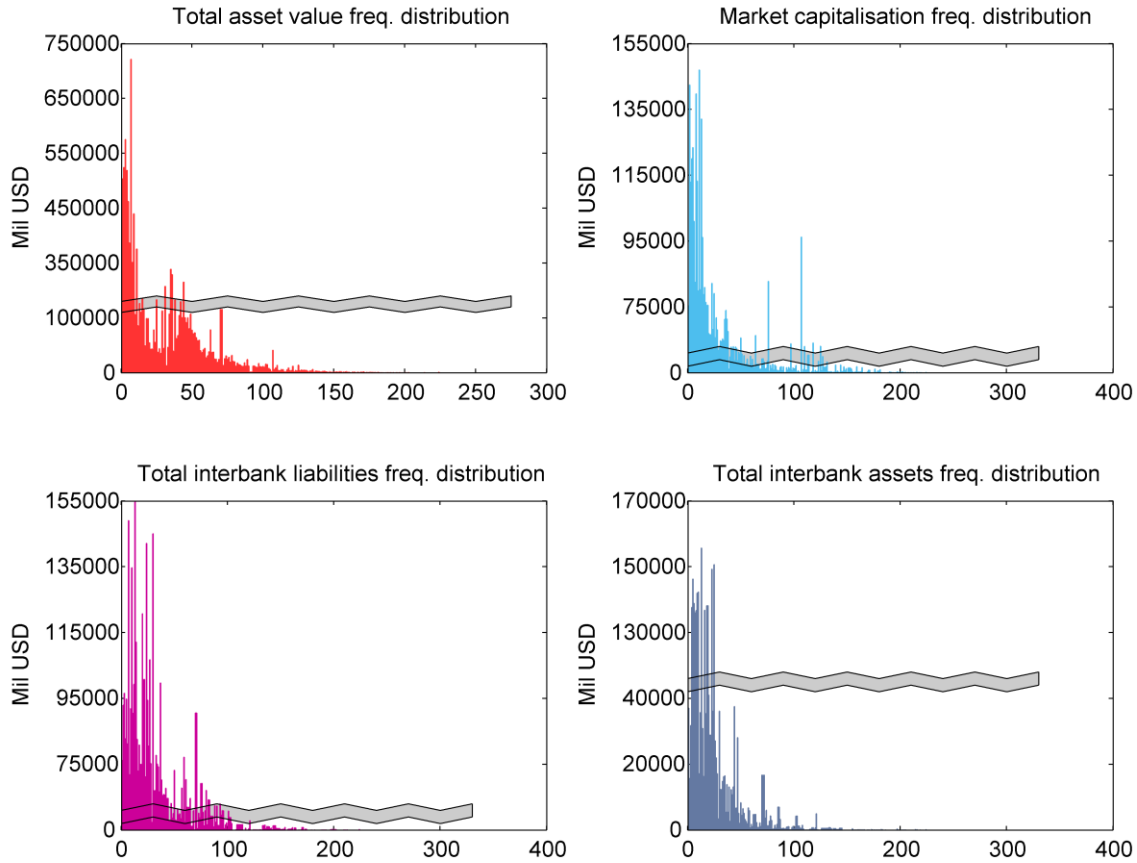 Total asset value freq. distribution
Mil USD
750000
650000
550000
450000
350000
100000
0
0 50 100 150 200 250 300
Market capitalisation freq. distribution
Mil USD
155000
135000
115000
95000
75000
0
0 100 200 300 400
Total interbank liabilities freq. distribution
Mil USD
155000
135000
115000
95000
75000
0
0 100 200 300 400
Total interbank assets freq. distribution
Mil USD
170000
150000
130000
40000
20000
0
0 100 200 300 400